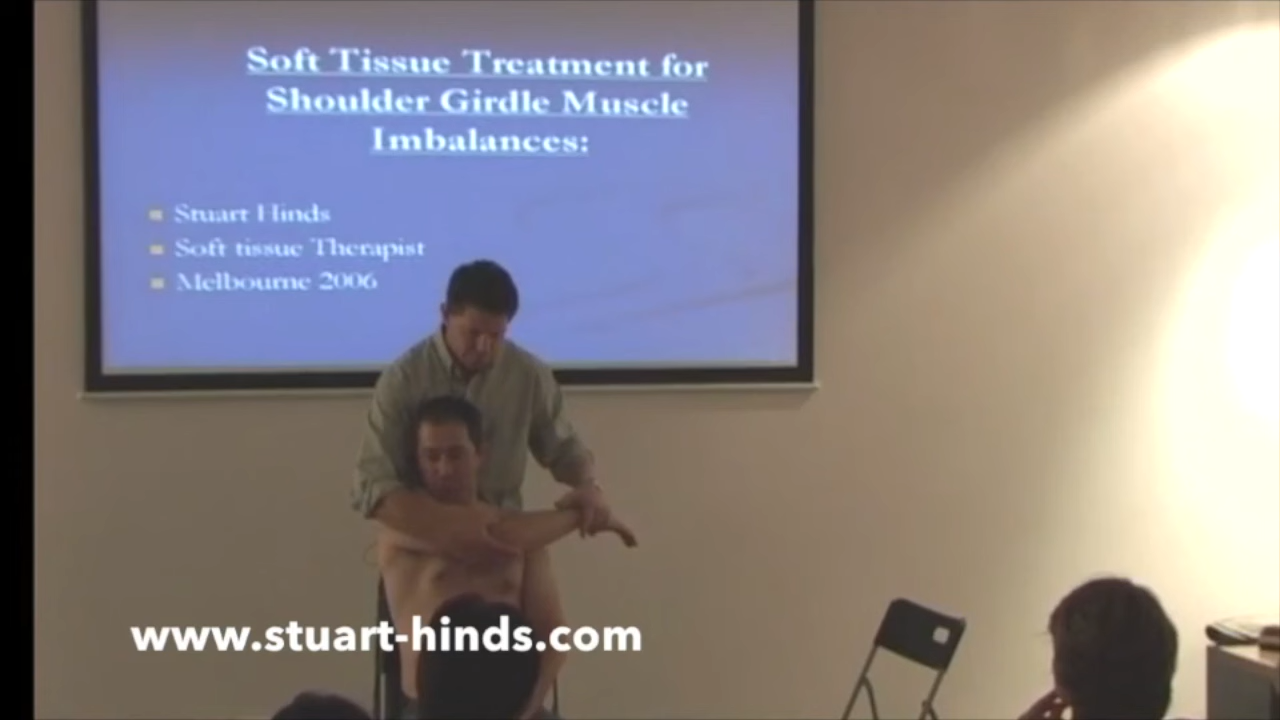 Soft Tissue Treatment for
Shoulder Girdle Muscle
Imbalances:
Stuart Hinds
Soft tissue Therapist
Melbourne 2006
www.stuart-hinds.com